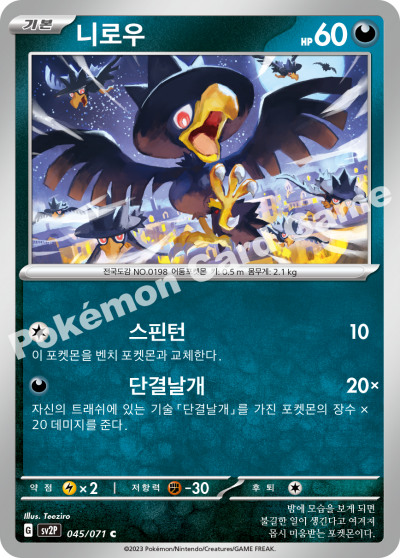 기본 니로우 HP 60
전국도감 NO.0198 어둠포켓몬 키: 0.5 m 몸무게: 2.1 kg
Pokémon Card Game
스핀턴 10
이 포켓몬을 벤치 포켓몬과 교체한다.
단결날개 20×
자신의 트래쉬에 있는 기술「단결날개」를 가진 포켓몬의 장수 ×
20 데미지를 준다.
약점 ×2 저항력 -30 후퇴
Illus. Teeziro
G SV2P 045/071 C
밤에 모습을 보게 되면
불길한 일이 생긴다고 여겨져
몹시 미움받는 포켓몬이다.
©2023 Pokémon/Nintendo/Creatures/GAME FREAK.